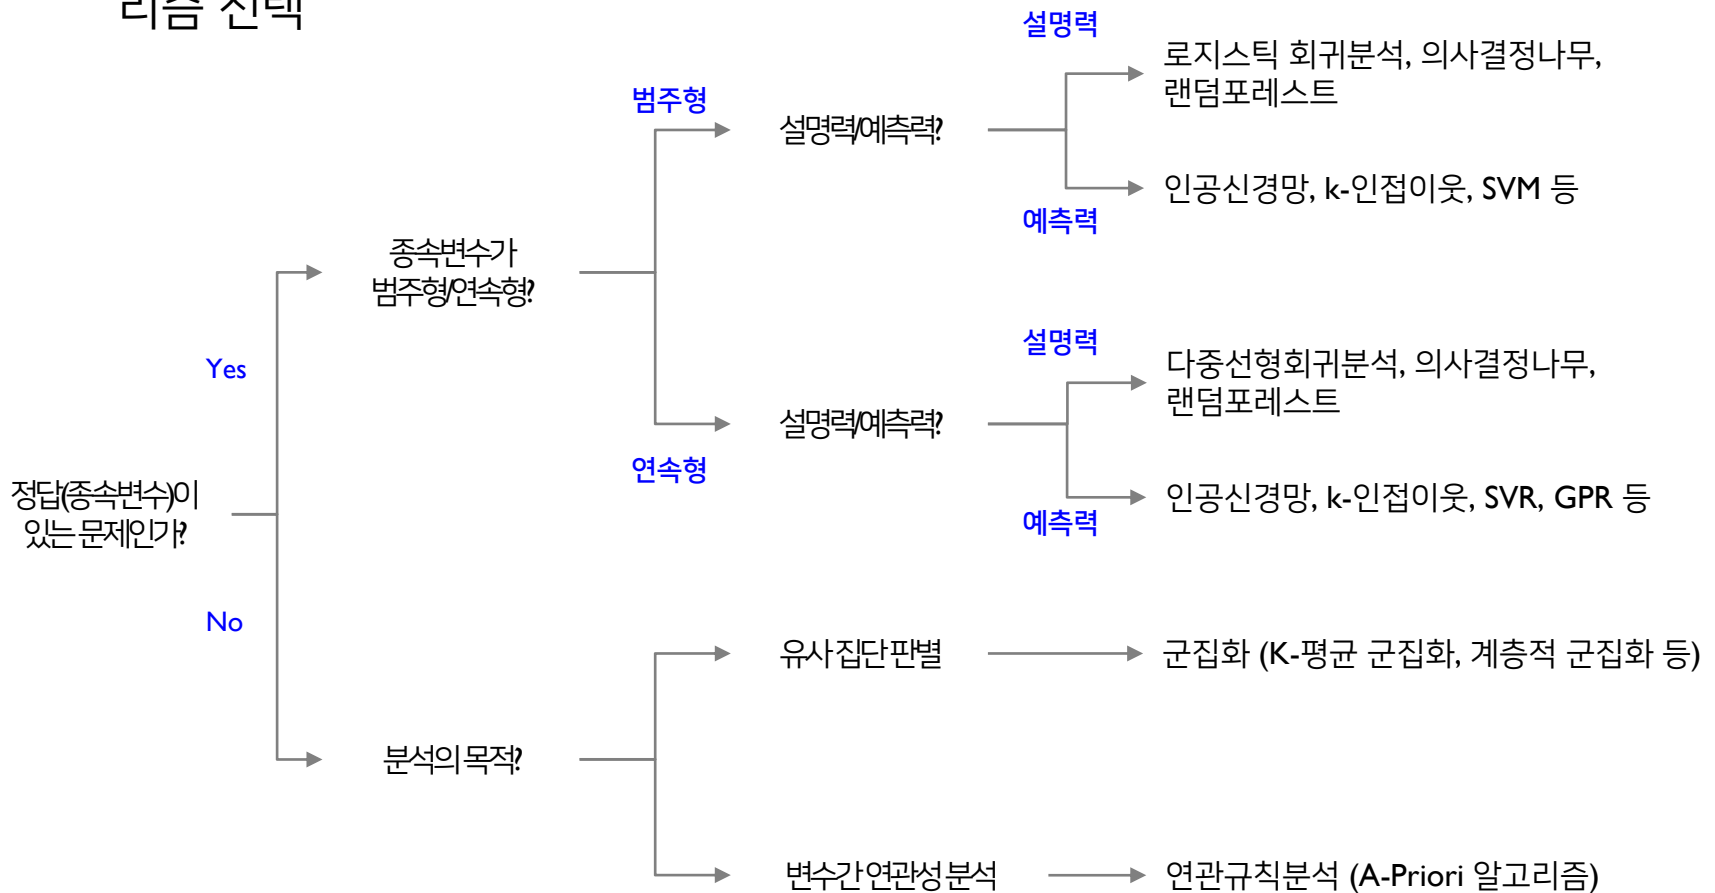 리즘 선택
설명력
로지스틱 회귀분석, 의사결정나무,
랜덤포레스트
범주형
설명력/예측력?
인공신경망, k-인접이웃, SVM 등
예측력
종속변수가
범주형/연속형?
설명력
다중선형회귀분석, 의사결정나무,
랜덤포레스트
Yes
설명력/예측력?
연속형
인공신경망, k-인접이웃, SVR, GPR 등
예측력
정답(종속변수)이
있는 문제인가?
No
유사 집단 판별
군집화 (K-평균 군집화, 계층적 군집화 등)
분석의 목적?
변수간 연관성 분석
연관규칙분석 (A-Priori 알고리즘)